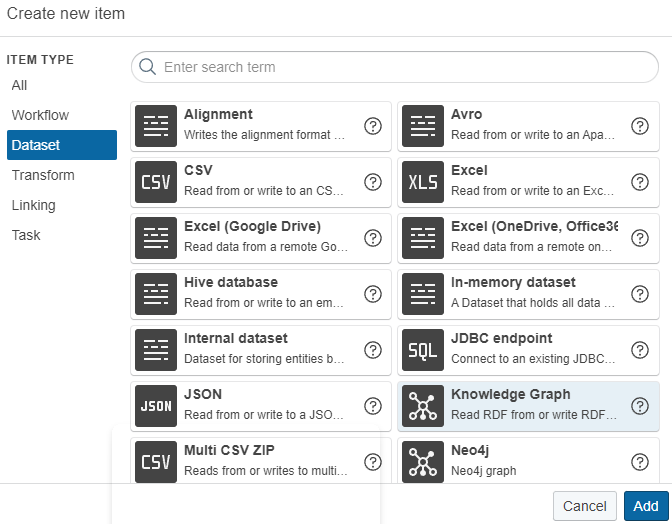 Create new item
ITEM TYPE
All
Workflow
Dataset
Transform
Linking
Task
Enter search term
Alignment
Writes the alignment format ...
Avro
Read from or write to an Apa...
CSV
CSV
Read from or write to an CS...
XLS
Excel
Read from or write to an Exc...
Excel (Google Drive)
Read data from a remote Go...
Excel (OneDrive, Office36
Read data from a remote on...
Hive database
Read from or write to an em...
In-memory dataset
A Dataset that holds all data ...
Internal dataset
Dataset for storing entities b...
SQL
JDBC endpoint
Connect to an existing JDBC...
JSON
JSON
Read from or write to a JSO...
Knowledge Graph
Read RDF from or write RDF...
CSV
Multi CSV ZIP
Reads from or writes to multi...
Neo4j
Neo4j graph
Cancel
Add